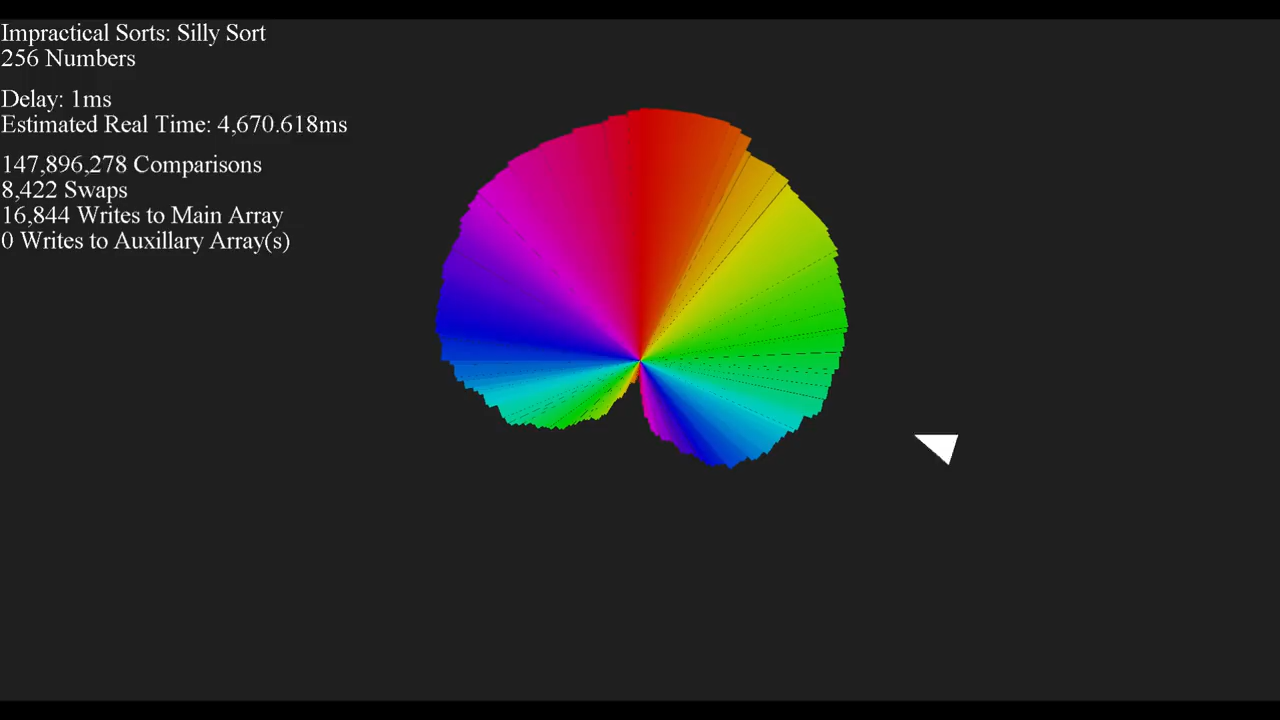 Impractical Sorts: Silly Sort
256 Numbers
Delay: 1ms
Estimated Real Time: 4,670.618ms
147,896,278 Comparisons
8,422 Swaps
16,844 Writes to Main Array
0 Writes to Auxillary Array(s)